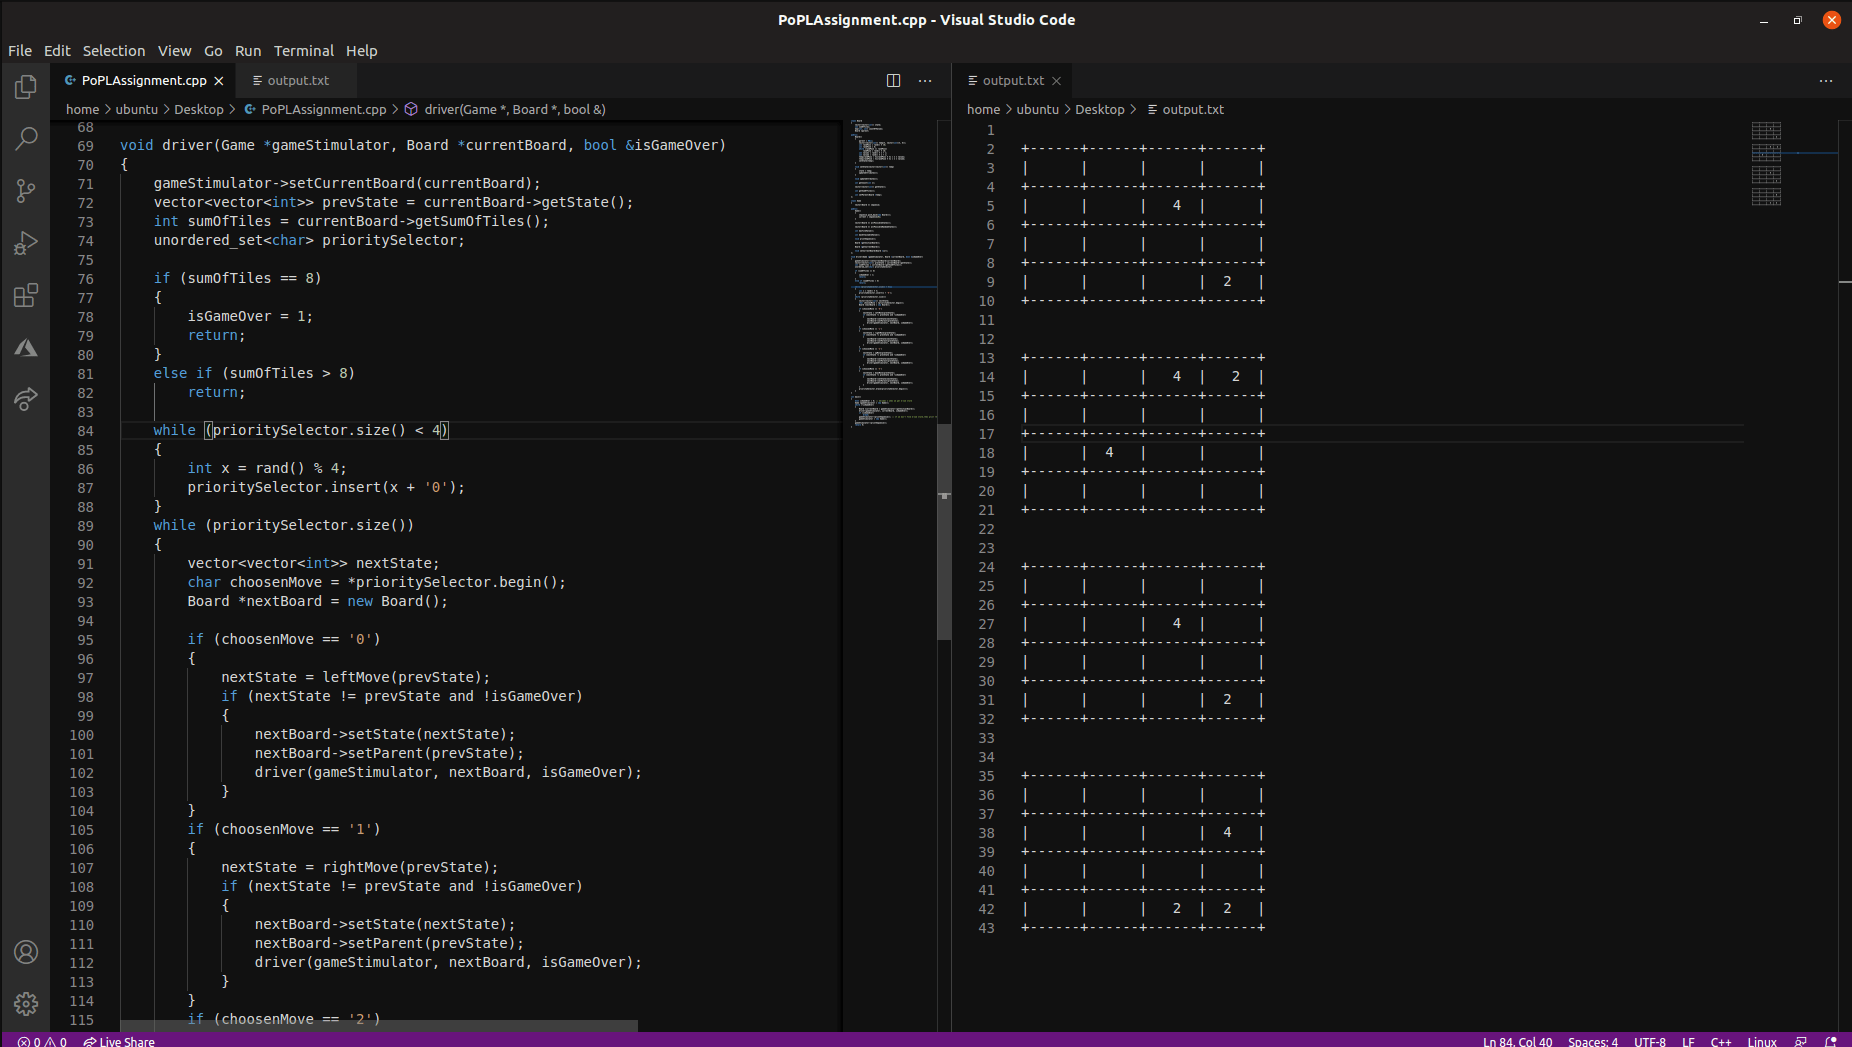 PoPLAssignment.cpp - Visual Studio Code
File Edit Selection View Go Run Terminal Help
PoPLAssignment.cpp
output.txt
home > ubuntu > Desktop > PoPLAssignment.cpp > driver(Game *, Board *, bool &)
68
69 void driver(Game *gameStimulator, Board *currentBoard, bool &isGameOver)
70 {
71     gameStimulator->setCurrentBoard(currentBoard);
72     vector<vector<int>> prevState = currentBoard->getState();
73     int sumOfTiles = currentBoard->getSumOfTiles();
74     unordered_set<char> prioritySelector;
75
76     if (sumOfTiles == 8)
77     {
78         isGameOver = 1;
79         return;
80     }
81     else if (sumOfTiles > 8)
82         return;
83
84     while (prioritySelector.size() < 4)
85     {
86         int x = rand() % 4;
87         prioritySelector.insert(x + '0');
88     }
89     while (prioritySelector.size())
90     {
91         vector<vector<int>> nextState;
92         char choosenMove = *prioritySelector.begin();
93         Board *nextBoard = new Board();
94
95         if (choosenMove == '0')
96         {
97             nextState = leftMove(prevState);
98             if (nextState != prevState and !isGameOver)
99             {
100                 nextBoard->setState(nextState);
101                 nextBoard->setParent(prevState);
102                 driver(gameStimulator, nextBoard, isGameOver);
103             }
104         }
105         if (choosenMove == '1')
106         {
107             nextState = rightMove(prevState);
108             if (nextState != prevState and !isGameOver)
109             {
110                 nextBoard->setState(nextState);
111                 nextBoard->setParent(prevState);
112                 driver(gameStimulator, nextBoard, isGameOver);
113             }
114         }
115         if (choosenMove == '2')
output.txt
home > ubuntu > Desktop > output.txt
1
2 +------+------+------+------+
3 |      |      |      |      |
4 +------+------+------+------+
5 |      |      |   4  |      |
6 +------+------+------+------+
7 |      |      |      |      |
8 +------+------+------+------+
9 |      |      |      |  2   |
10 +------+------+------+------+
11
12
13 +------+------+------+------+
14 |      |      |   4  |   2  |
15 +------+------+------+------+
16 |      |      |      |      |
17 +------+------+------+------+
18 |      |  4   |      |      |
19 +------+------+------+------+
20 |      |      |      |      |
21 +------+------+------+------+
22
23
24 +------+------+------+------+
25 |      |      |      |      |
26 +------+------+------+------+
27 |      |      |   4  |      |
28 +------+------+------+------+
29 |      |      |      |      |
30 +------+------+------+------+
31 |      |      |      |  2   |
32 +------+------+------+------+
33
34
35 +------+------+------+------+
36 |      |      |      |      |
37 +------+------+------+------+
38 |      |      |      |  4   |
39 +------+------+------+------+
40 |      |      |      |      |
41 +------+------+------+------+
42 |      |      |   2  |  2   |
43 +------+------+------+------+
0 0 Live Share
Ln 84, Col 40 Spaces: 4 UTF-8 LF C++ Linux